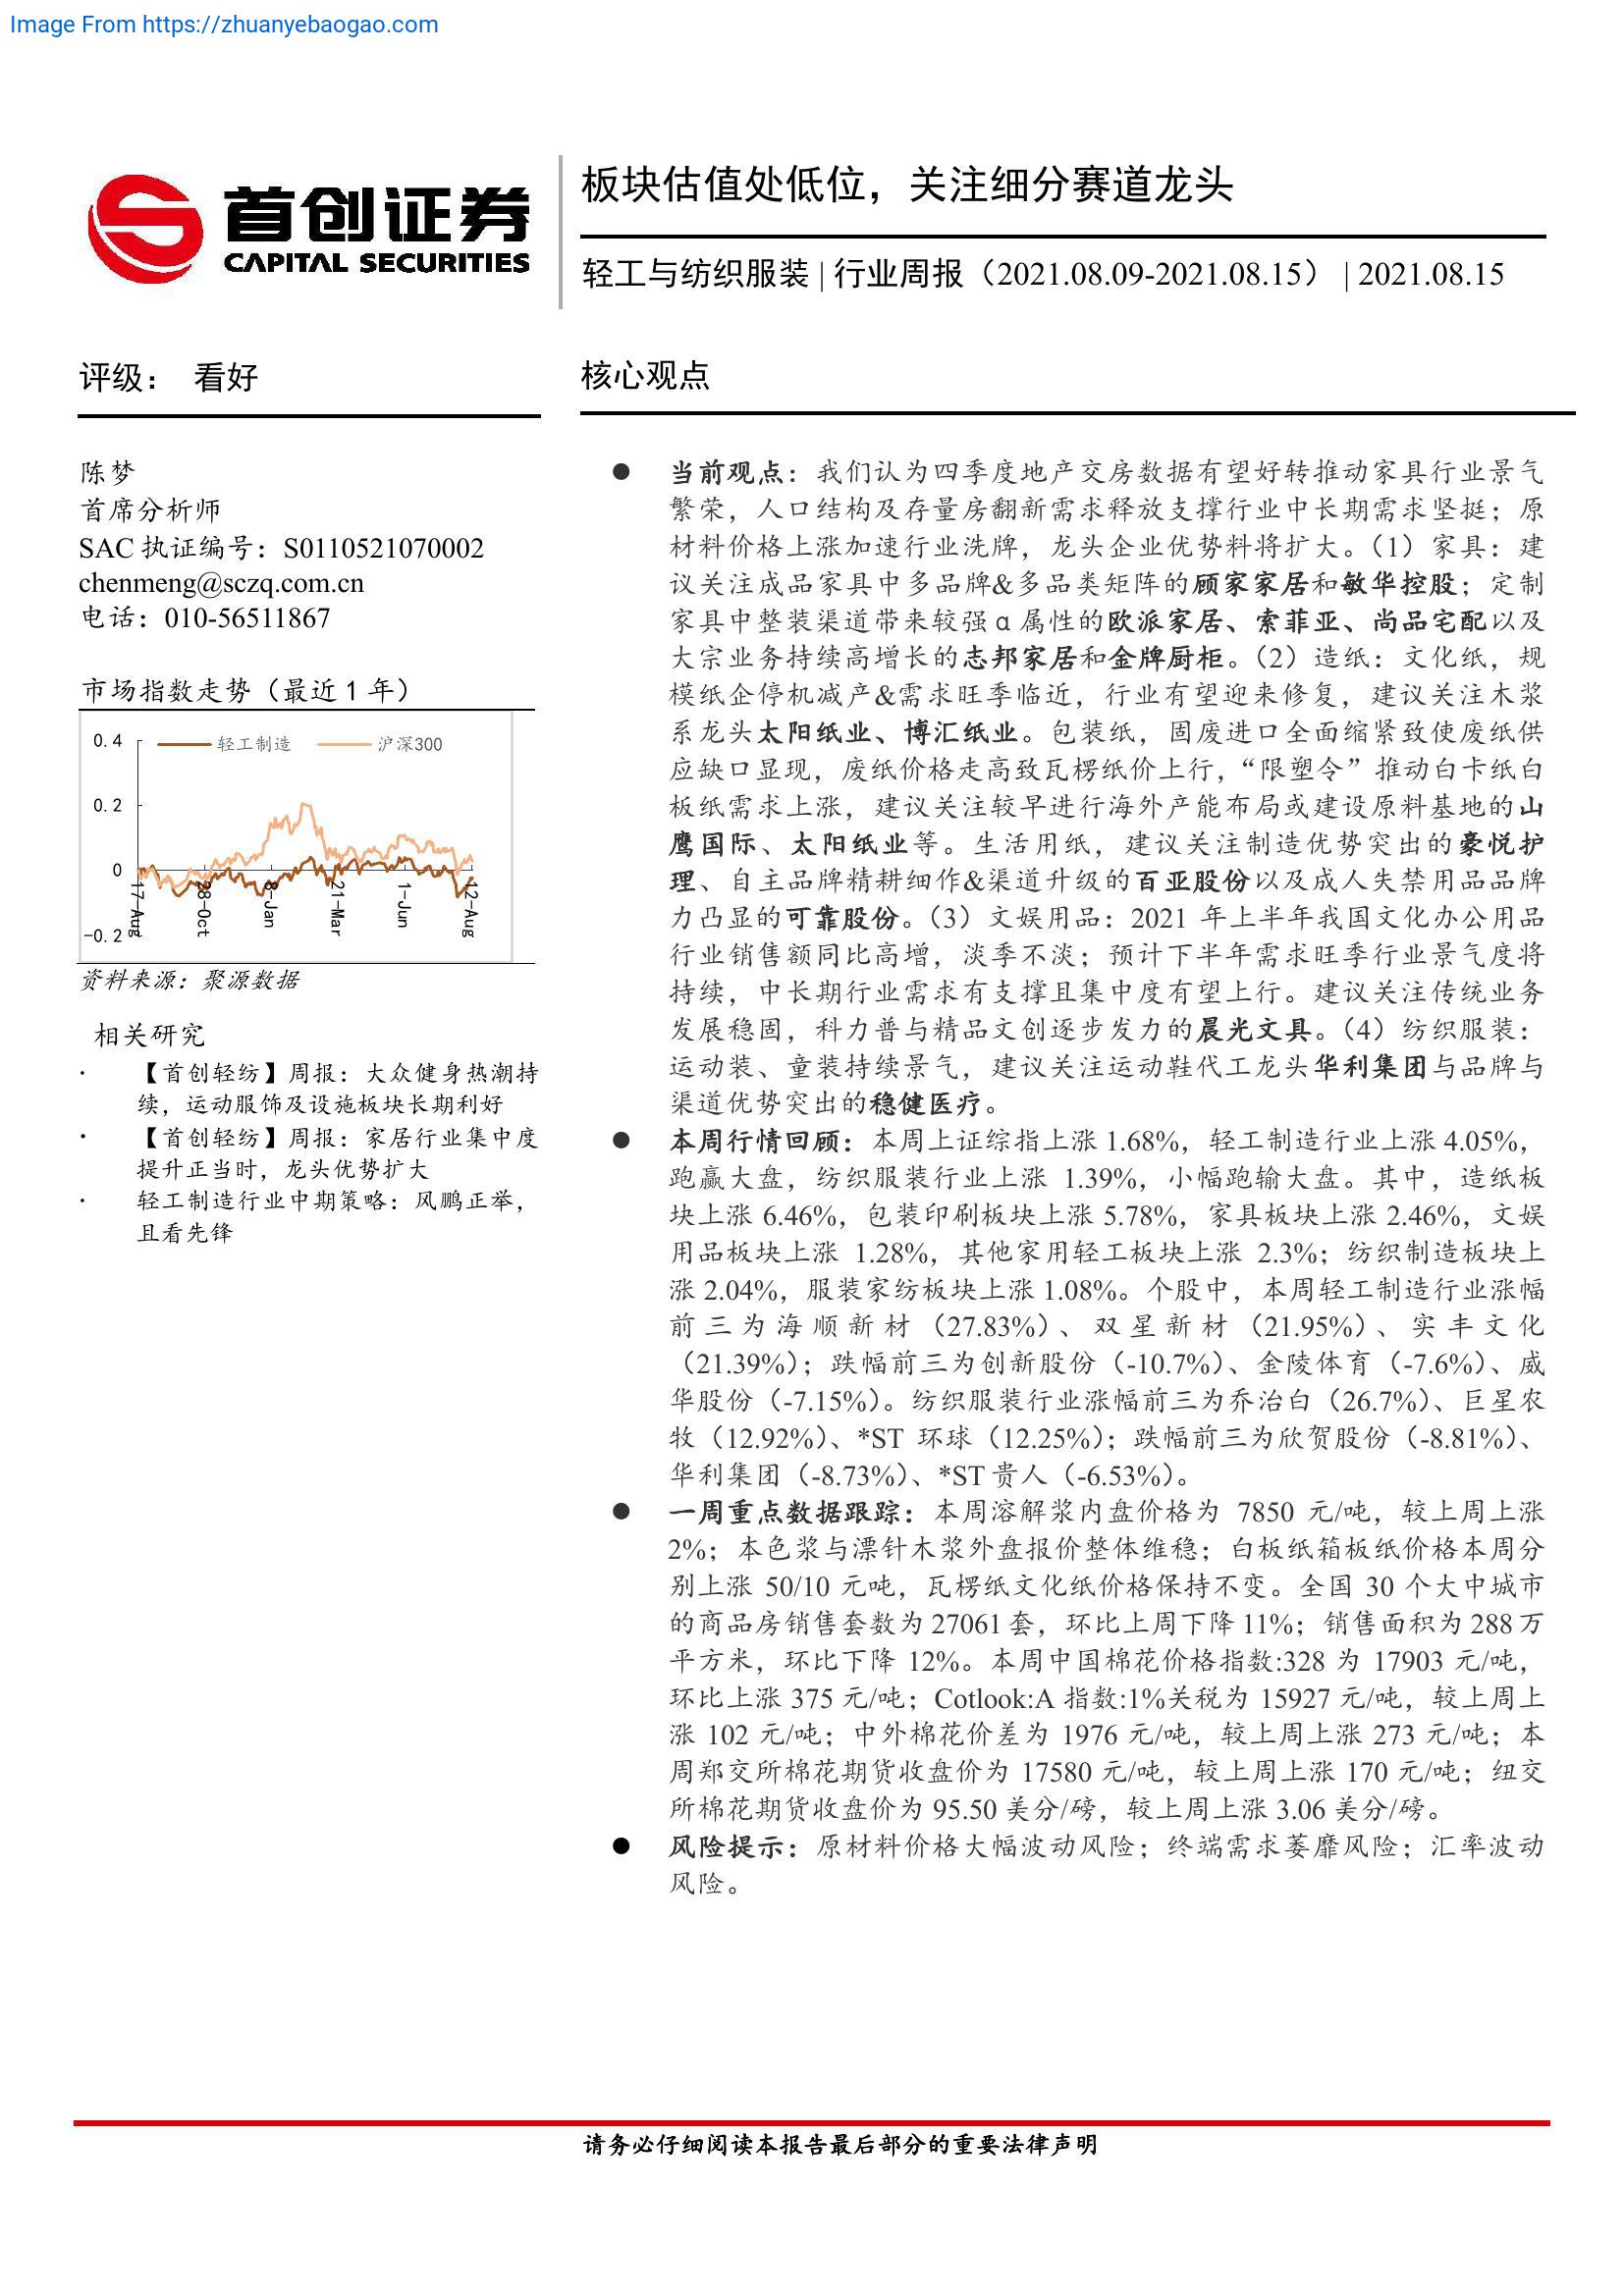 Image From https://zhuanyebaogao.com
首创证券
CAPITAL SECURITIES
板块估值处低位，关注细分赛道龙头
轻工与纺织服装 | 行业周报（2021.08.09-2021.08.15） | 2021.08.15
评级： 看好
陈梦
首席分析师
SAC 执证编号：S0110521070002
chenmeng@sczq.com.cn
电话：010-56511867
市场指数走势（最近 1 年）
轻工制造 沪深300
0.4
0.2
0
-0.2
17-Aug
28-Oct
8-Jan
21-Mar
1-Jun
12-Aug
资料来源：聚源数据
相关研究
· 【首创轻纺】周报：大众健身热潮持
续，运动服饰及设施板块长期利好
· 【首创轻纺】周报：家居行业集中度
提升正当时，龙头优势扩大
· 轻工制造行业中期策略：风鹏正举，
且看先锋
核心观点
● 当前观点：我们认为四季度地产交房数据有望好转推动家具行业景气
繁荣，人口结构及存量房翻新需求释放支撑行业中长期需求坚挺；原
材料价格上涨加速行业洗牌，龙头企业优势料将扩大。（1）家具：建
议关注成品家具中多品牌&多品类矩阵的顾家家居和敏华控股；定制
家具中整装渠道带来较强 α 属性的欧派家居、索菲亚、尚品宅配以及
大宗业务持续高增长的志邦家居和金牌厨柜。（2）造纸：文化纸，规
模纸企停机减产&需求旺季临近，行业有望迎来修复，建议关注木浆
系龙头太阳纸业、博汇纸业。包装纸，固废进口全面缩紧致使废纸供
应缺口显现，废纸价格走高致瓦楞纸价上行，“限塑令”推动白卡纸白
板纸需求上涨，建议关注较早进行海外产能布局或建设原料基地的山
鹰国际、太阳纸业等。生活用纸，建议关注制造优势突出的豪悦护
理、自主品牌精耕细作&渠道升级的百亚股份以及成人失禁用品品牌
力凸显的可靠股份。（3）文娱用品：2021 年上半年我国文化办公用品
行业销售额同比高增，淡季不淡；预计下半年需求旺季行业景气度将
持续，中长期行业需求有支撑且集中度有望上行。建议关注传统业务
发展稳固，科力普与精品文创逐步发力的晨光文具。（4）纺织服装：
运动装、童装持续景气，建议关注运动鞋代工龙头华利集团与品牌与
渠道优势突出的稳健医疗。
● 本周行情回顾：本周上证综指上涨 1.68%，轻工制造行业上涨 4.05%，
跑赢大盘，纺织服装行业上涨 1.39%，小幅跑输大盘。其中，造纸板
块上涨 6.46%，包装印刷板块上涨 5.78%，家具板块上涨 2.46%，文娱
用品板块上涨 1.28%，其他家用轻工板块上涨 2.3%；纺织制造板块上
涨 2.04%，服装家纺板块上涨 1.08%。个股中，本周轻工制造行业涨幅
前三为海顺新材（27.83%）、双星新材（21.95%）、实丰文化
（21.39%）；跌幅前三为创新股份（-10.7%）、金陵体育（-7.6%）、威
华股份（-7.15%）。纺织服装行业涨幅前三为乔治白（26.7%）、巨星农
牧（12.92%）、*ST 环球（12.25%）；跌幅前三为欣贺股份（-8.81%）、
华利集团（-8.73%）、*ST 贵人（-6.53%）。
● 一周重点数据跟踪：本周溶解浆内盘价格为 7850 元/吨，较上周上涨
2%；本色浆与漂针木浆外盘报价整体维稳；白板纸箱板纸价格本周分
别上涨 50/10 元吨，瓦楞纸文化纸价格保持不变。全国 30 个大中城市
的商品房销售套数为 27061 套，环比上周下降 11%；销售面积为 288 万
平方米，环比下降 12%。本周中国棉花价格指数:328 为 17903 元/吨，
环比上涨 375 元/吨；Cotlook:A 指数:1%关税为 15927 元/吨，较上周上
涨 102 元/吨；中外棉花价差为 1976 元/吨，较上周上涨 273 元/吨；本
周郑交所棉花期货收盘价为 17580 元/吨，较上周上涨 170 元/吨；纽交
所棉花期货收盘价为 95.50 美分/磅，较上周上涨 3.06 美分/磅。
● 风险提示：原材料价格大幅波动风险；终端需求萎靡风险；汇率波动
风险。
请务必仔细阅读本报告最后部分的重要法律声明